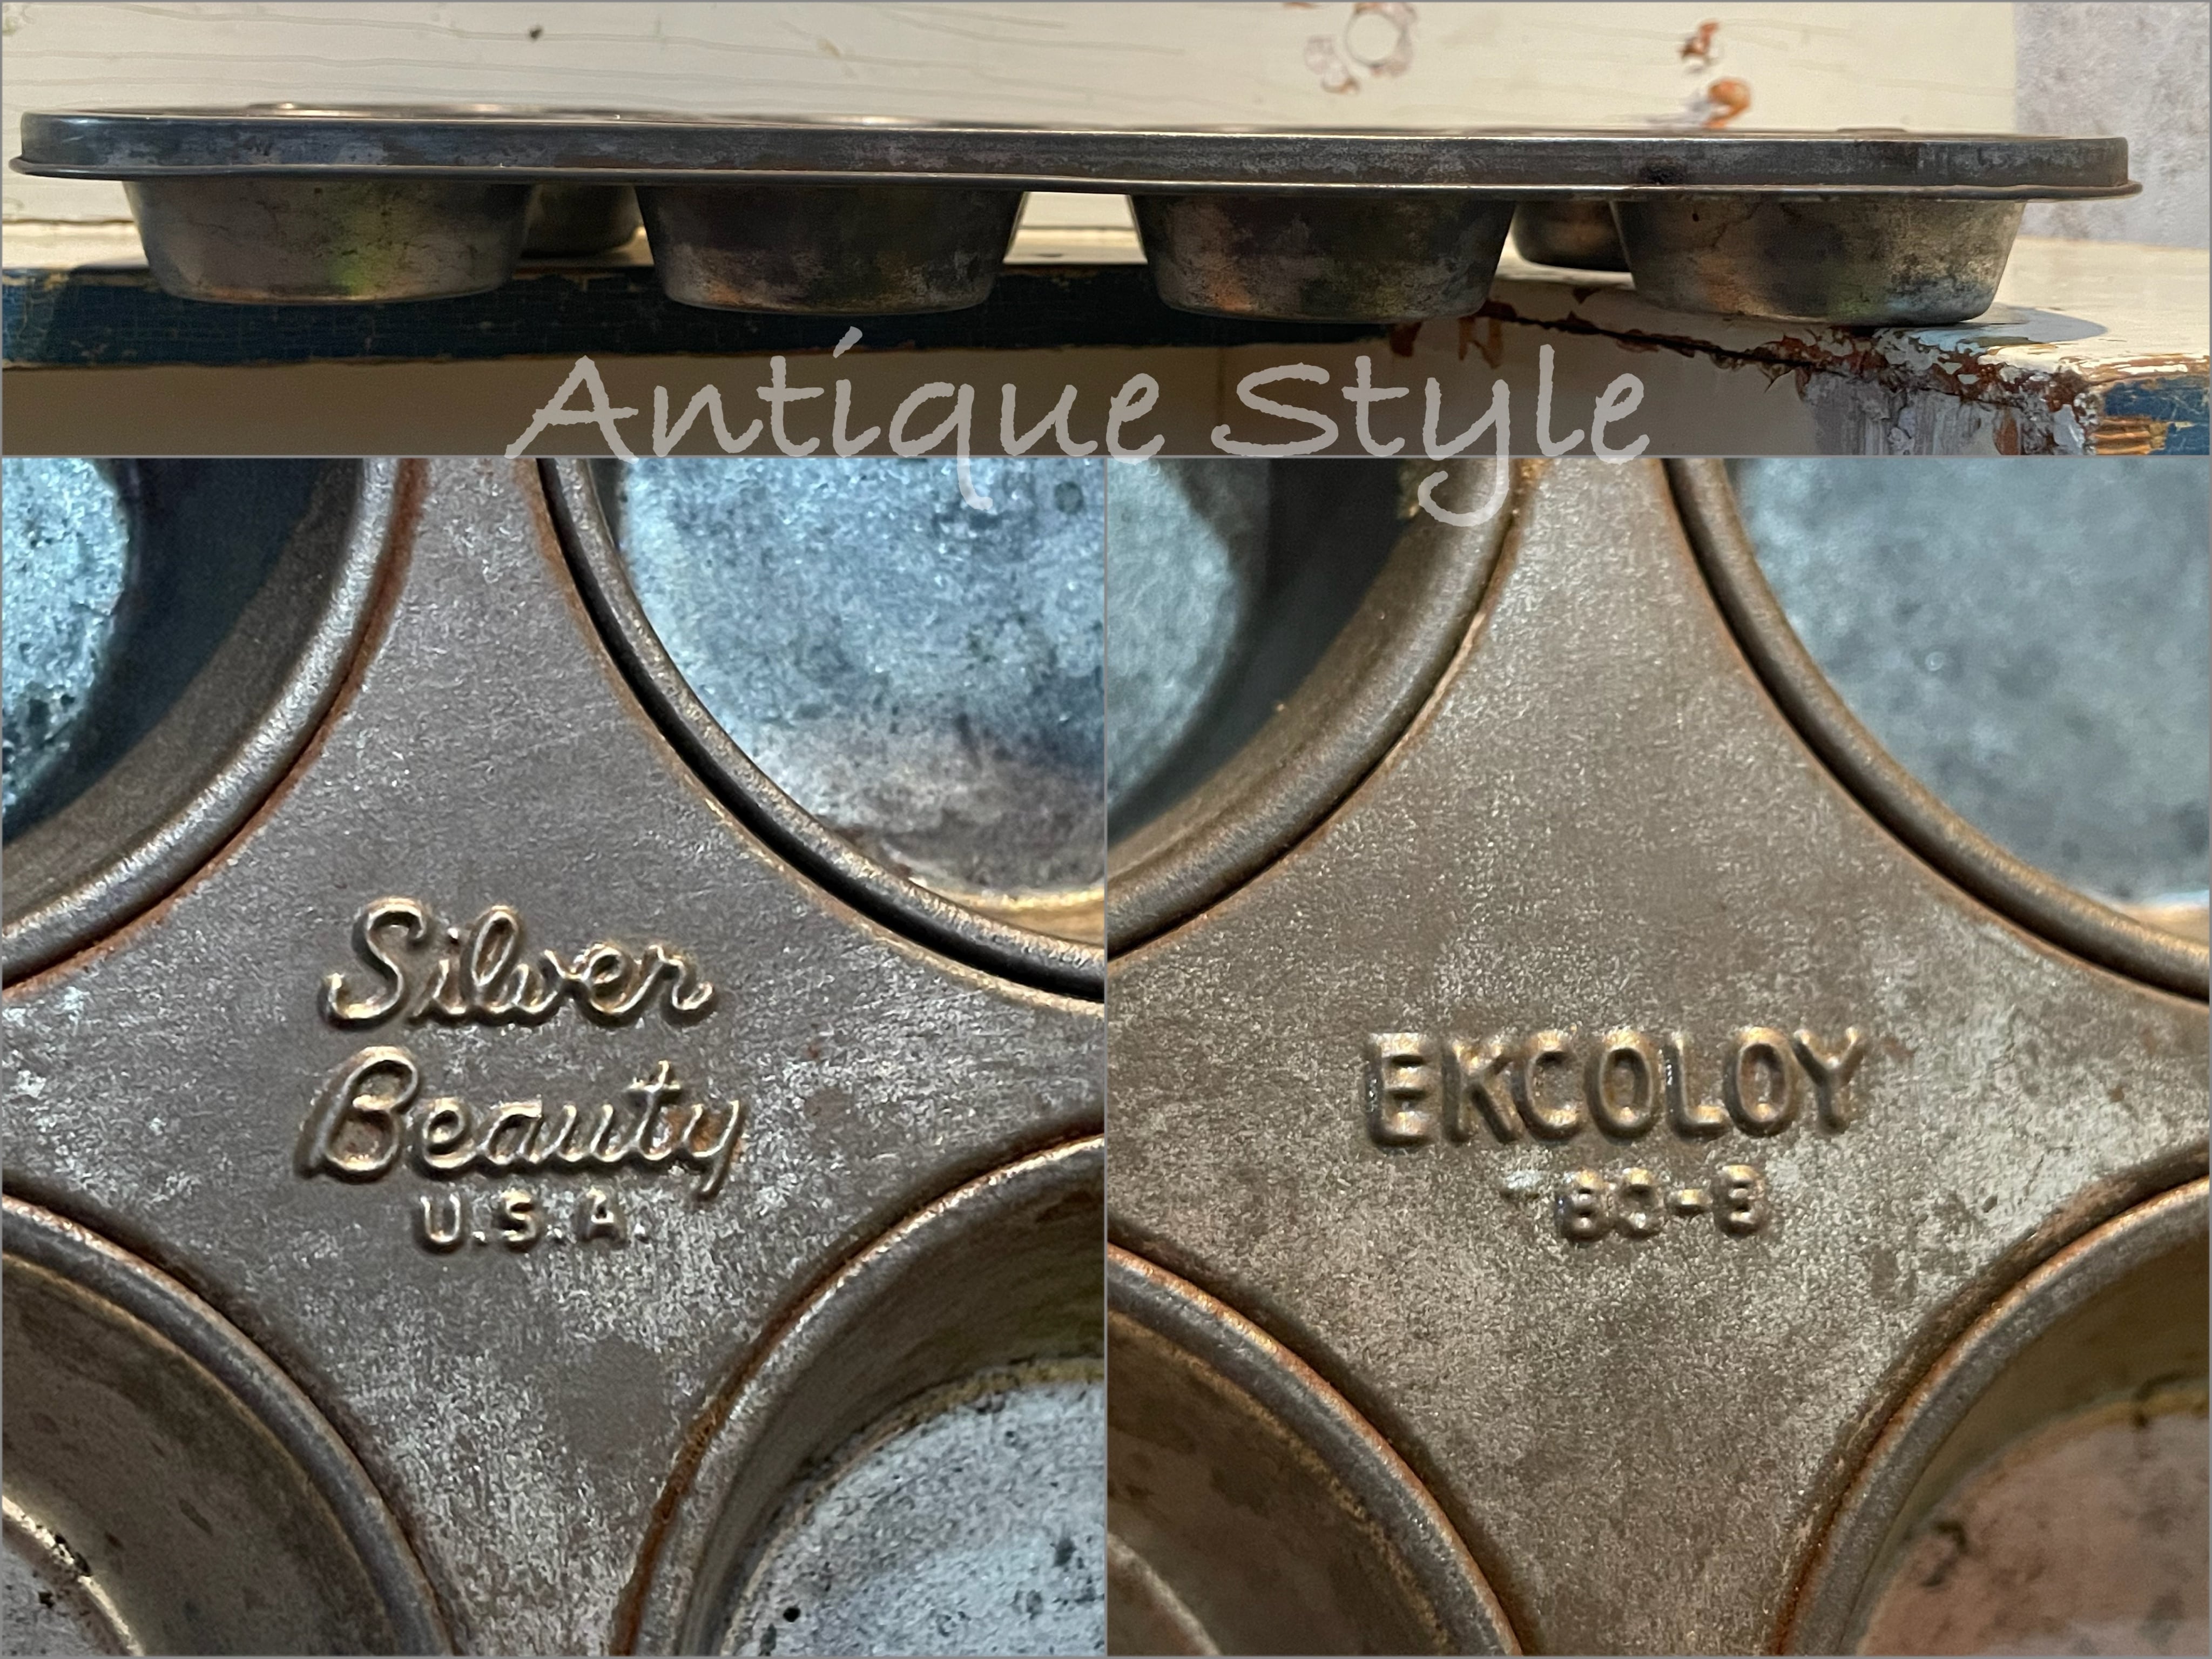 Antique Style
Silver
Beauty
U.S.A.
EKCOLOY